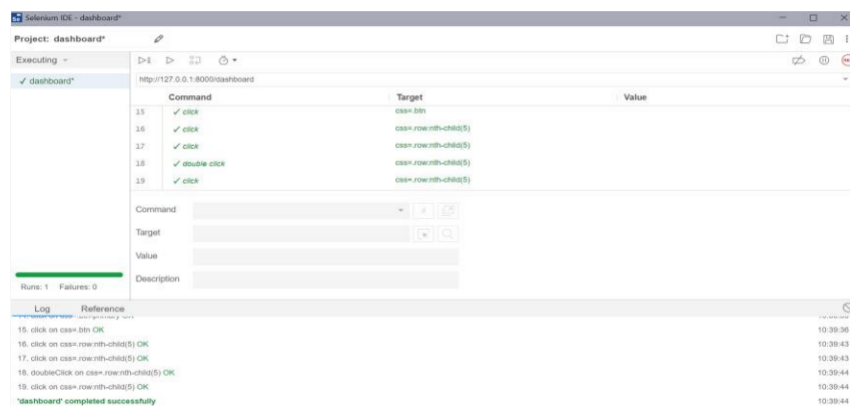 Selenium IDE - dashboard*
Project: dashboard*
Executing
✓ dashboard*
http://127.0.0.1:8000/dashboard
Command Target Value
15 ✓ click css=.btn
16 ✓ click css=.row:nth-child(5)
17 ✓ click css=.row:nth-child(5)
18 ✓ double click css=.row:nth-child(5)
19 ✓ click css=.row:nth-child(5)
Command
Target
Value
Description
Runs: 1 Failures: 0
Log Reference
15. click on css=.btn OK 10:39:36
16. click on css=.row:nth-child(5) OK 10:39:43
17. click on css=.row:nth-child(5) OK 10:39:43
18. doubleClick on css=.row:nth-child(5) OK 10:39:44
19. click on css=.row:nth-child(5) OK 10:39:44
'dashboard' completed successfully 10:39:44